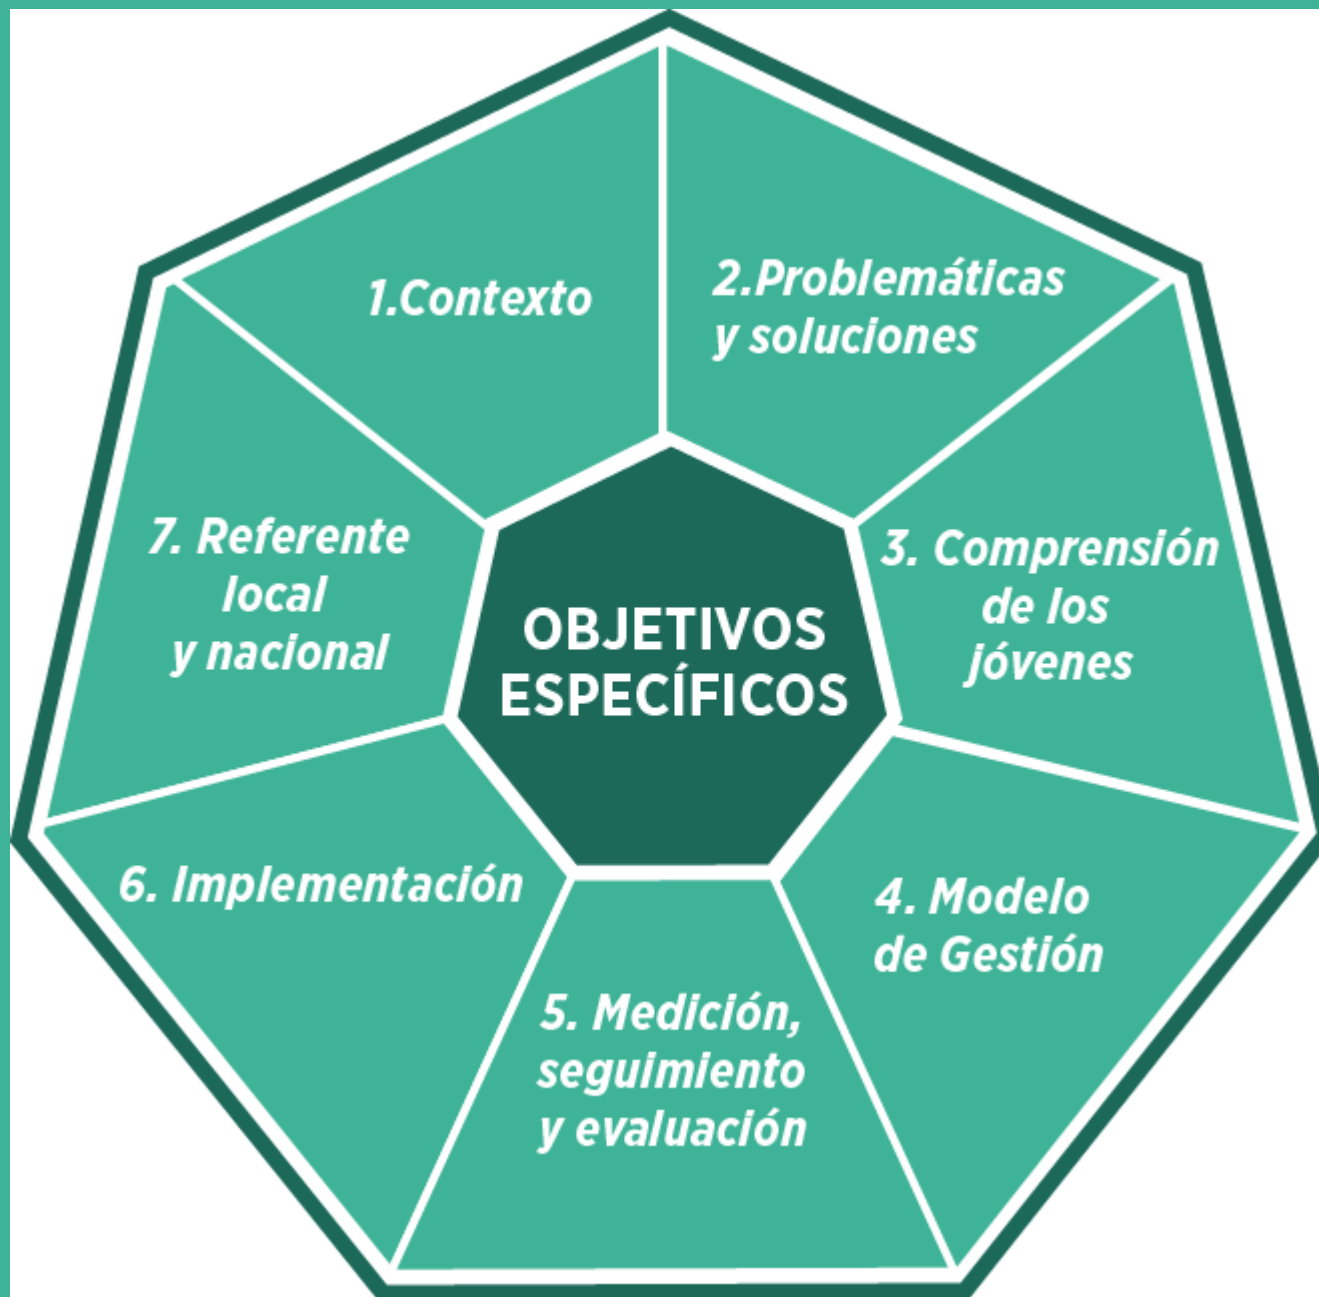 1.Contexto
2.Problemáticas
y soluciones
3. Comprensión
de los
jóvenes
4. Modelo
de Gestión
5. Medición,
seguimiento
y evaluación
6. Implementación
7. Referente
local
y nacional
OBJETIVOS
ESPECÍFICOS